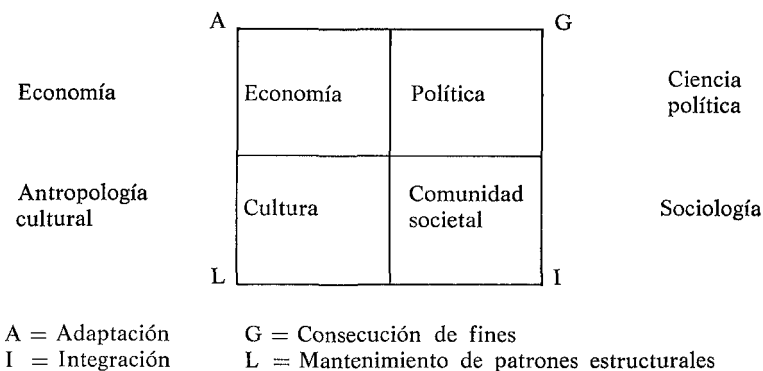 A G
Economía Economía Política Ciencia
política
Antropología
cultural Cultura Comunidad
societal Sociología
L I
A = Adaptación G = Consecución de fines
I = Integración L = Mantenimiento de patrones estructurales